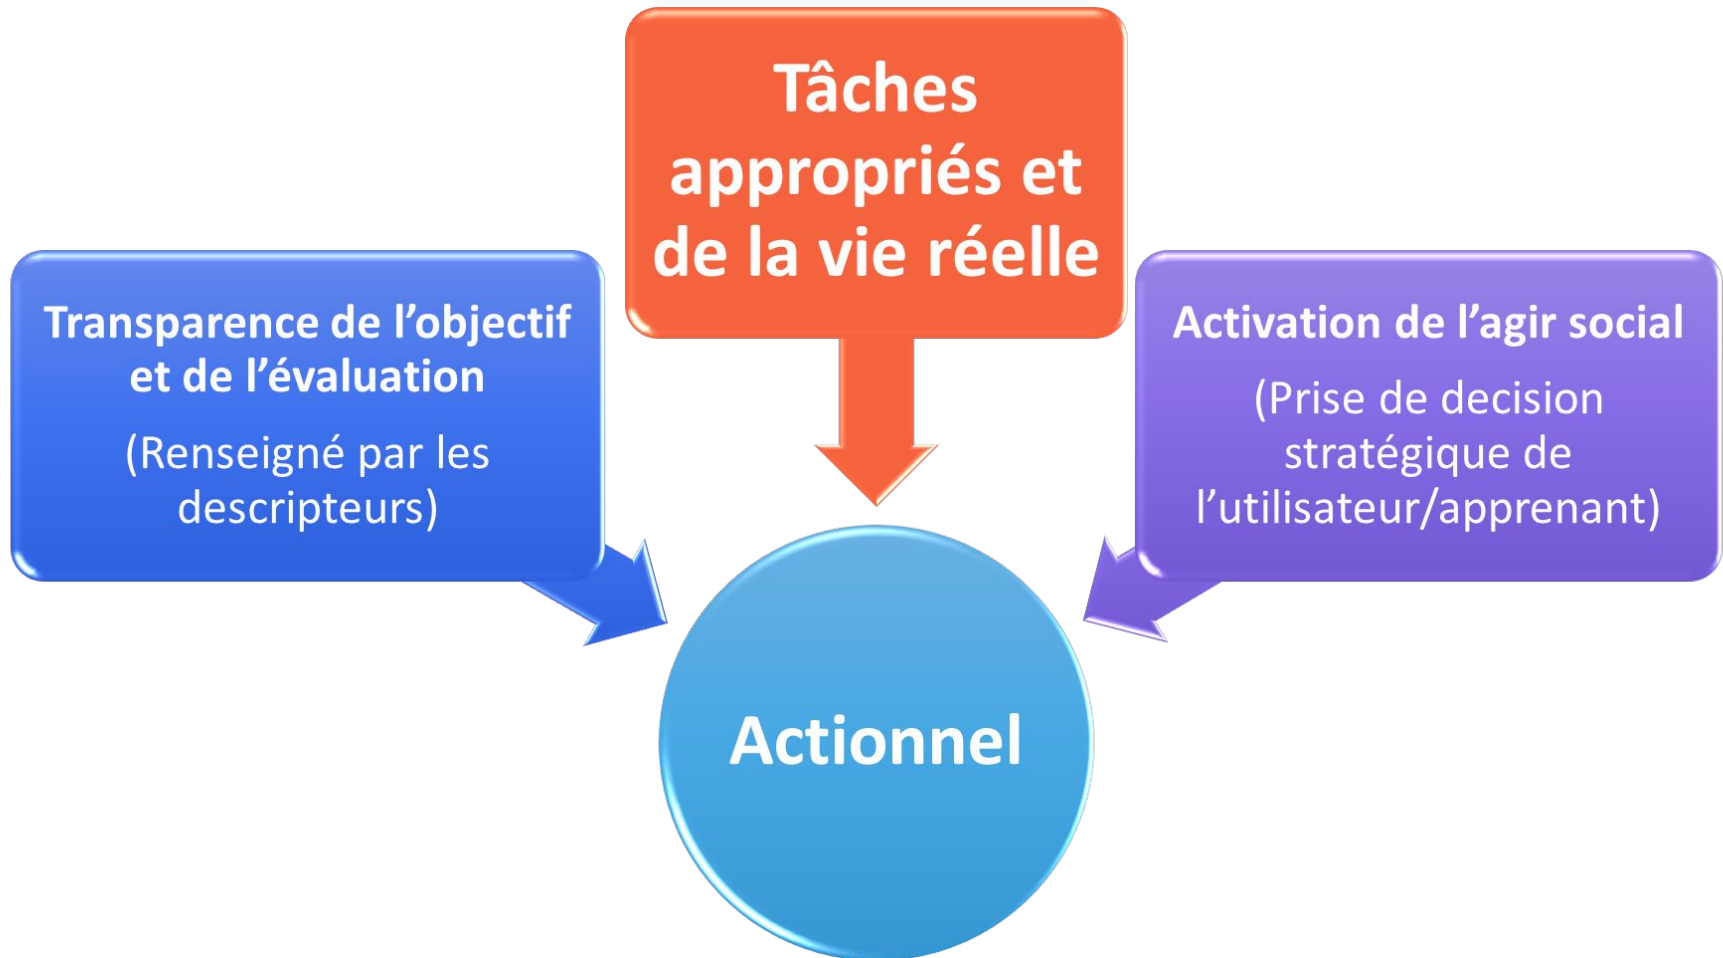 Tâches
appropriés et
de la vie réelle
Transparence de l’objectif
et de l’évaluation
(Renseigné par les
descripteurs)
Activation de l’agir social
(Prise de decision
stratégique de
l’utilisateur/apprenant)
Actionnel